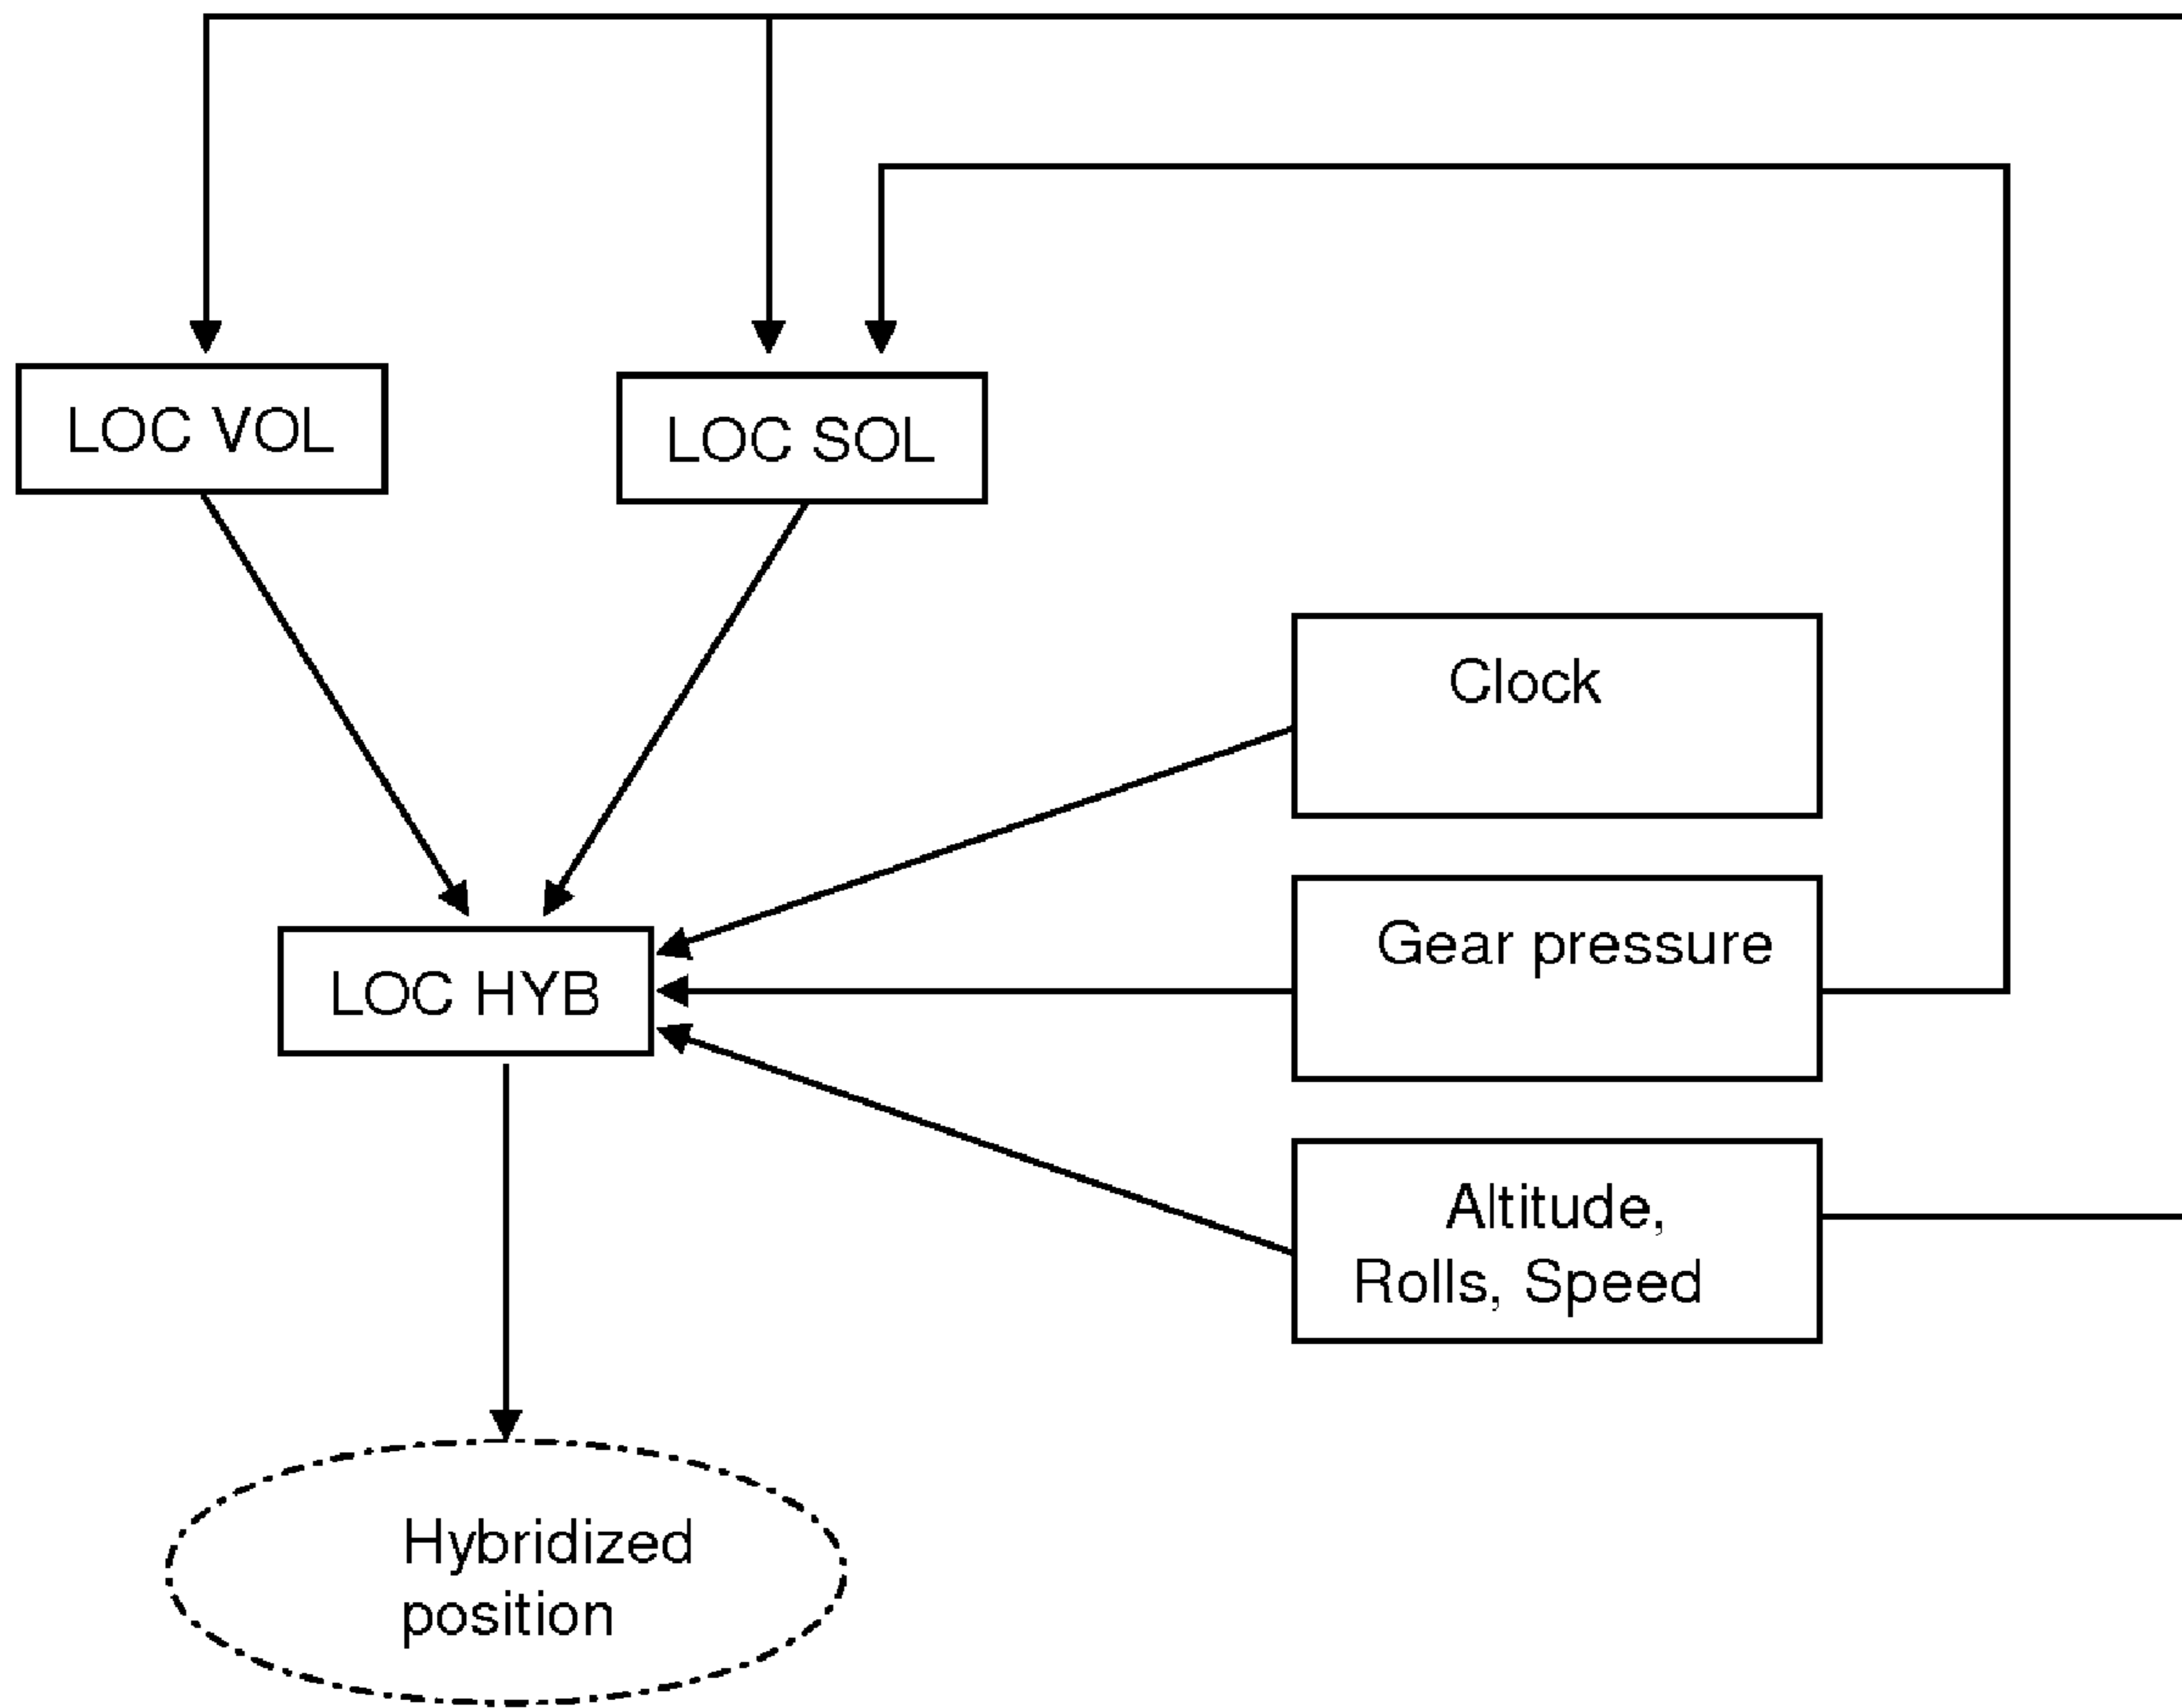 LOC VOL
LOC SOL
Clock
Gear pressure
LOC HYB
Altitude,
Rolls, Speed
Hybridized
position